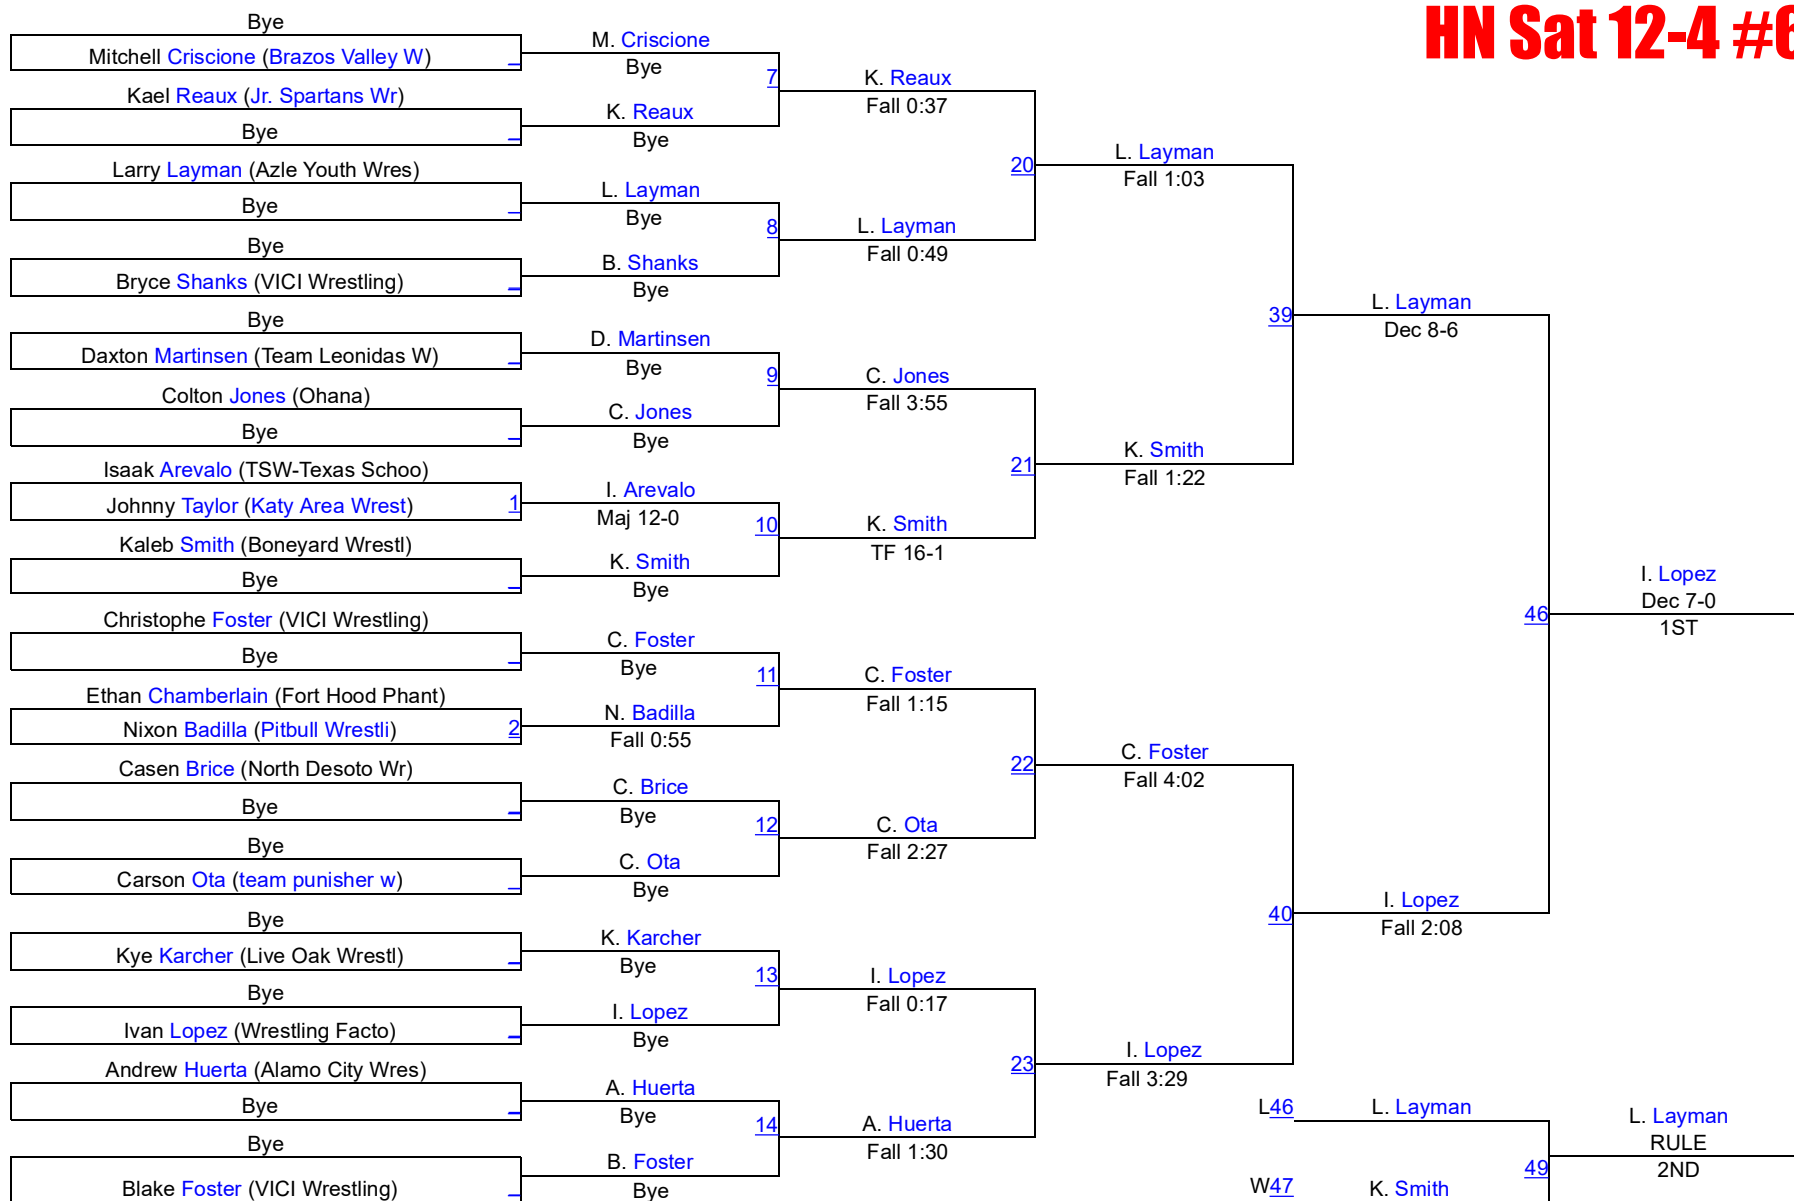 HN Sat 12-4 #6
Bye
Mitchell Criscione (Brazos Valley W)
Kael Reaux (Jr. Spartans Wr)
Bye
Larry Layman (Azle Youth Wres)
Bye
Bye
Bryce Shanks (VICI Wrestling)
Bye
Daxton Martinsen (Team Leonidas W)
Colton Jones (Ohana)
Bye
Isaak Arevalo (TSW-Texas Schoo)
Johnny Taylor (Katy Area Wrest) 1
Kaleb Smith (Boneyard Wrestl)
Bye
Christophe Foster (VICI Wrestling)
Bye
Ethan Chamberlain (Fort Hood Phant)
Nixon Badilla (Pitbull Wrestli) 2
Casen Brice (North Desoto Wr)
Bye
Bye
Carson Ota (team punisher w)
Bye
Kye Karcher (Live Oak Wrestl)
Bye
Ivan Lopez (Wrestling Facto)
Andrew Huerta (Alamo City Wres)
Bye
Bye
Blake Foster (VICI Wrestling)
M. Criscione
Bye
7
K. Reaux
Bye
L. Layman
Bye
8
B. Shanks
Bye
D. Martinsen
Bye
9
C. Jones
Bye
I. Arevalo
Maj 12-0
10
K. Smith
Bye
C. Foster
Bye
11
N. Badilla
Fall 0:55
C. Brice
Bye
12
C. Ota
Bye
K. Karcher
Bye
13
I. Lopez
Bye
A. Huerta
Bye
14
B. Foster
Bye
K. Reaux
Fall 0:37
20
L. Layman
Fall 0:49
C. Jones
Fall 3:55
21
K. Smith
TF 16-1
C. Foster
Fall 1:15
22
C. Ota
Fall 2:27
I. Lopez
Fall 0:17
23
A. Huerta
Fall 1:30
L. Layman
Fall 1:03
39
K. Smith
Fall 1:22
C. Foster
Fall 4:02
40
I. Lopez
Fall 3:29
L. Layman
Dec 8-6
46
I. Lopez
Fall 2:08
I. Lopez
Dec 7-0
1ST
L46 L. Layman
49
W47 K. Smith
L. Layman
RULE
2ND